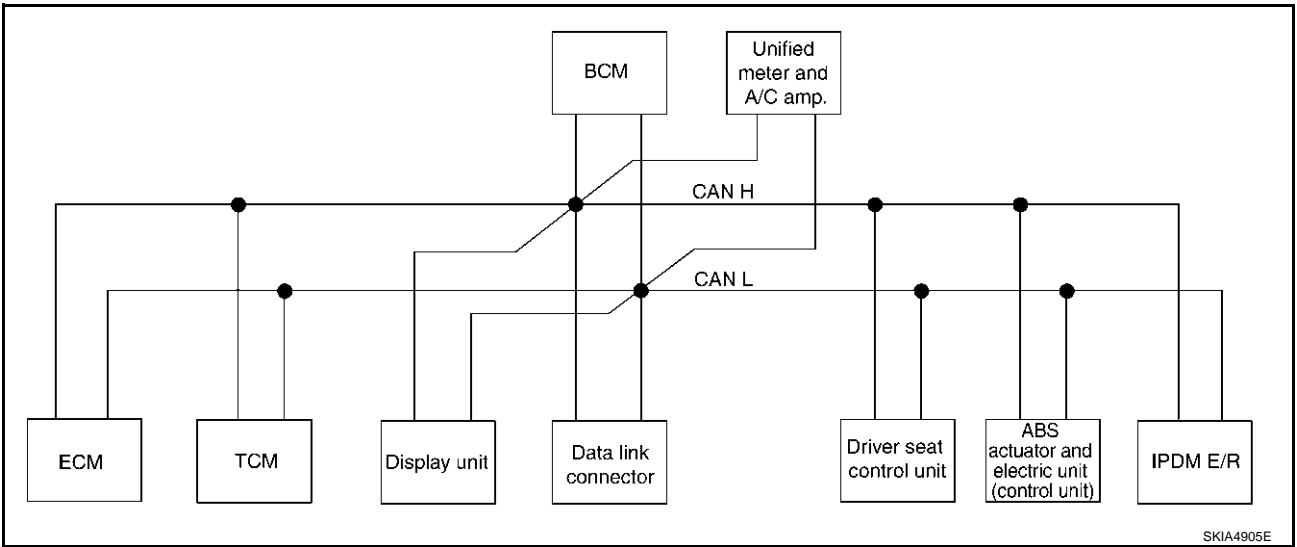 BCM
Unified
meter and
A/C amp.
CAN H
CAN L
ECM
TCM
Display unit
Data link
connector
Driver seat
control unit
ABS
actuator and
electric unit
(control unit)
IPDM E/R
SKIA4905E